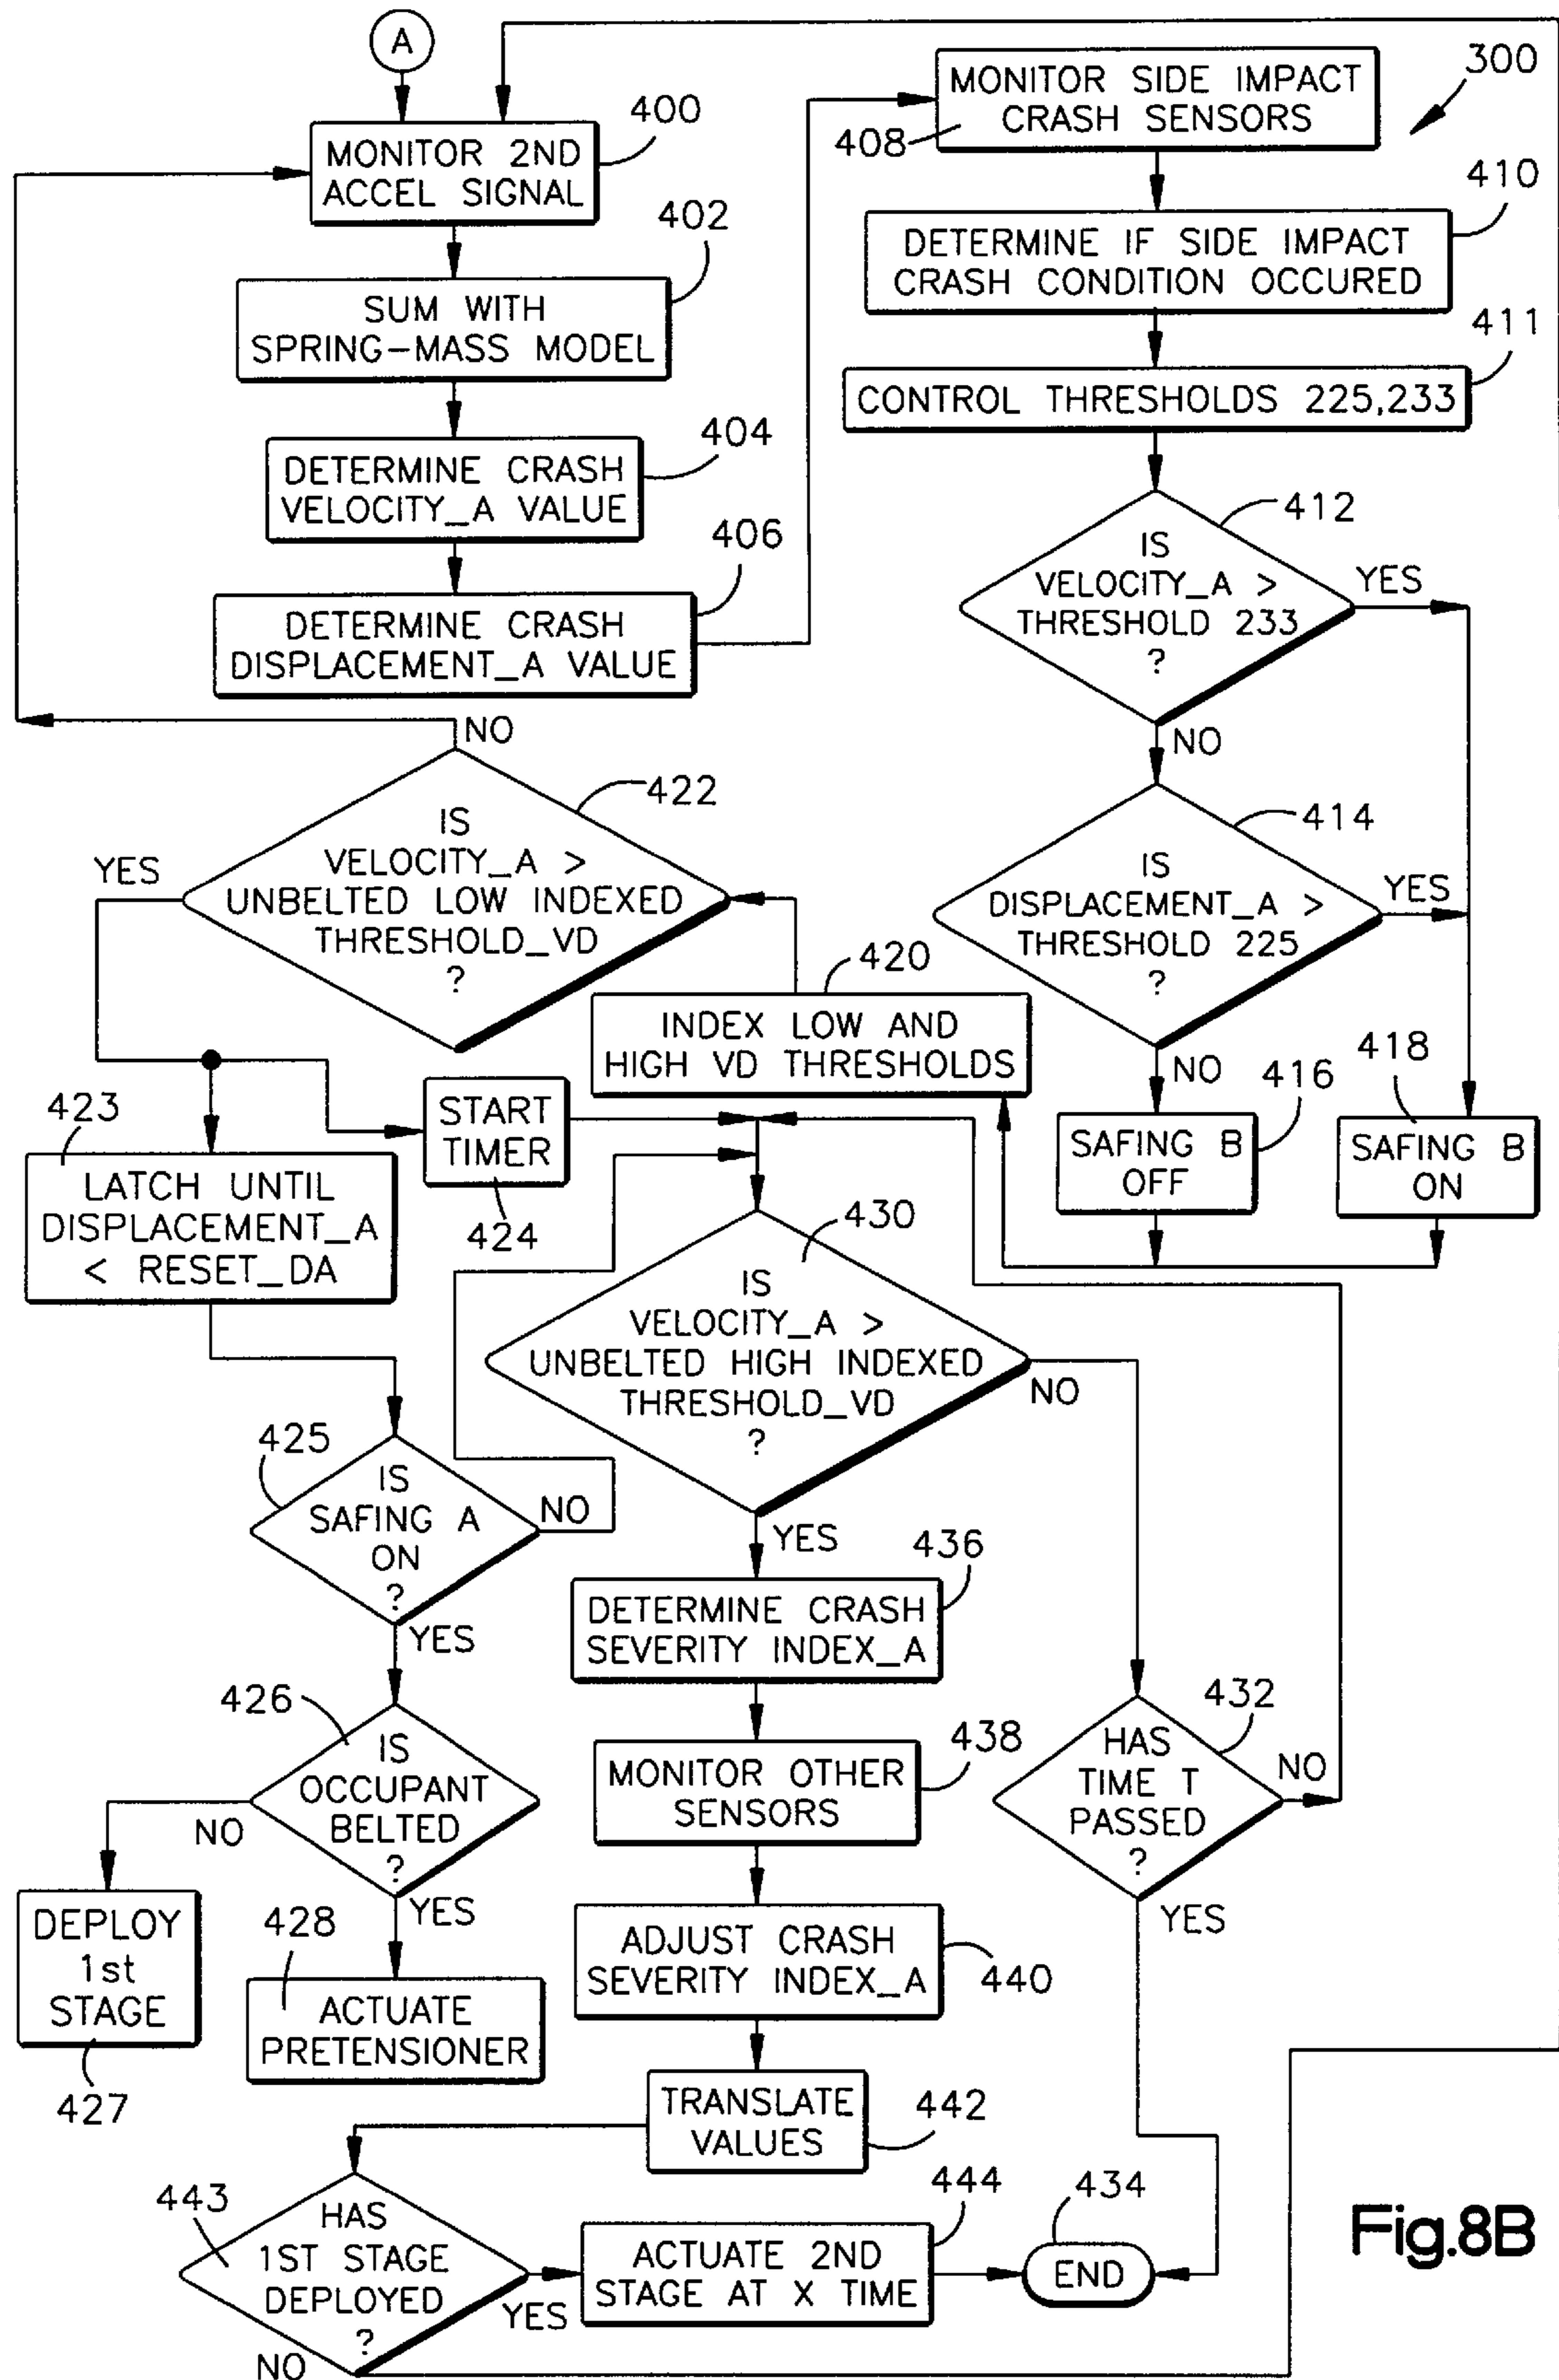 A
MONITOR 2ND
ACCEL SIGNAL
400
SUM WITH
SPRING-MASS MODEL
402
DETERMINE CRASH
VELOCITY_A VALUE
404
DETERMINE CRASH
DISPLACEMENT_A VALUE
406
MONITOR SIDE IMPACT
CRASH SENSORS
408
300
DETERMINE IF SIDE IMPACT
CRASH CONDITION OCCURED
410
CONTROL THRESHOLDS 225,233
411
IS
VELOCITY_A >
THRESHOLD 233
?
412
YES
NO
IS
DISPLACEMENT_A >
THRESHOLD 225
?
414
YES
NO
SAFING B
OFF
416
SAFING B
ON
418
INDEX LOW AND
HIGH VD THRESHOLDS
420
IS
VELOCITY_A >
UNBELTED LOW INDEXED
THRESHOLD_VD
?
422
NO
YES
LATCH UNTIL
DISPLACEMENT_A
< RESET_DA
423
START
TIMER
424
IS
SAFING A
ON
?
425
NO
YES
IS
OCCUPANT
BELTED
?
426
NO
YES
DEPLOY
1st
STAGE
427
ACTUATE
PRETENSIONER
428
IS
VELOCITY_A >
UNBELTED HIGH INDEXED
THRESHOLD_VD
?
430
NO
YES
HAS
TIME T
PASSED
?
432
NO
YES
DETERMINE CRASH
SEVERITY INDEX_A
436
MONITOR OTHER
SENSORS
438
ADJUST CRASH
SEVERITY INDEX_A
440
TRANSLATE
VALUES
442
HAS
1ST STAGE
DEPLOYED
?
443
YES
NO
ACTUATE 2ND
STAGE AT X TIME
444
END
434
Fig.8B